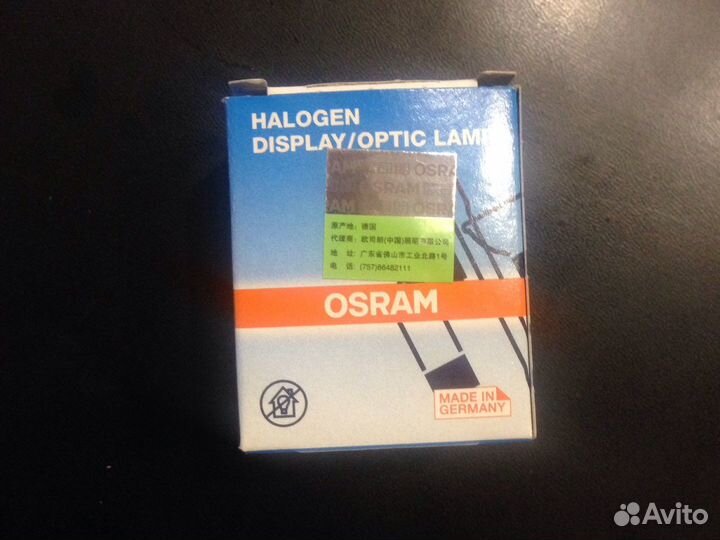 HALOGEN
DISPLAY/OPTIC LAMP
OSRAM
OSRAM
原产地: 德国
代理商: 欧司朗(中国)照明有限公司
地 址: 广东省佛山市工业北路1号
电 话: (757)86482111
OSRAM
MADE IN
GERMANY
Avito